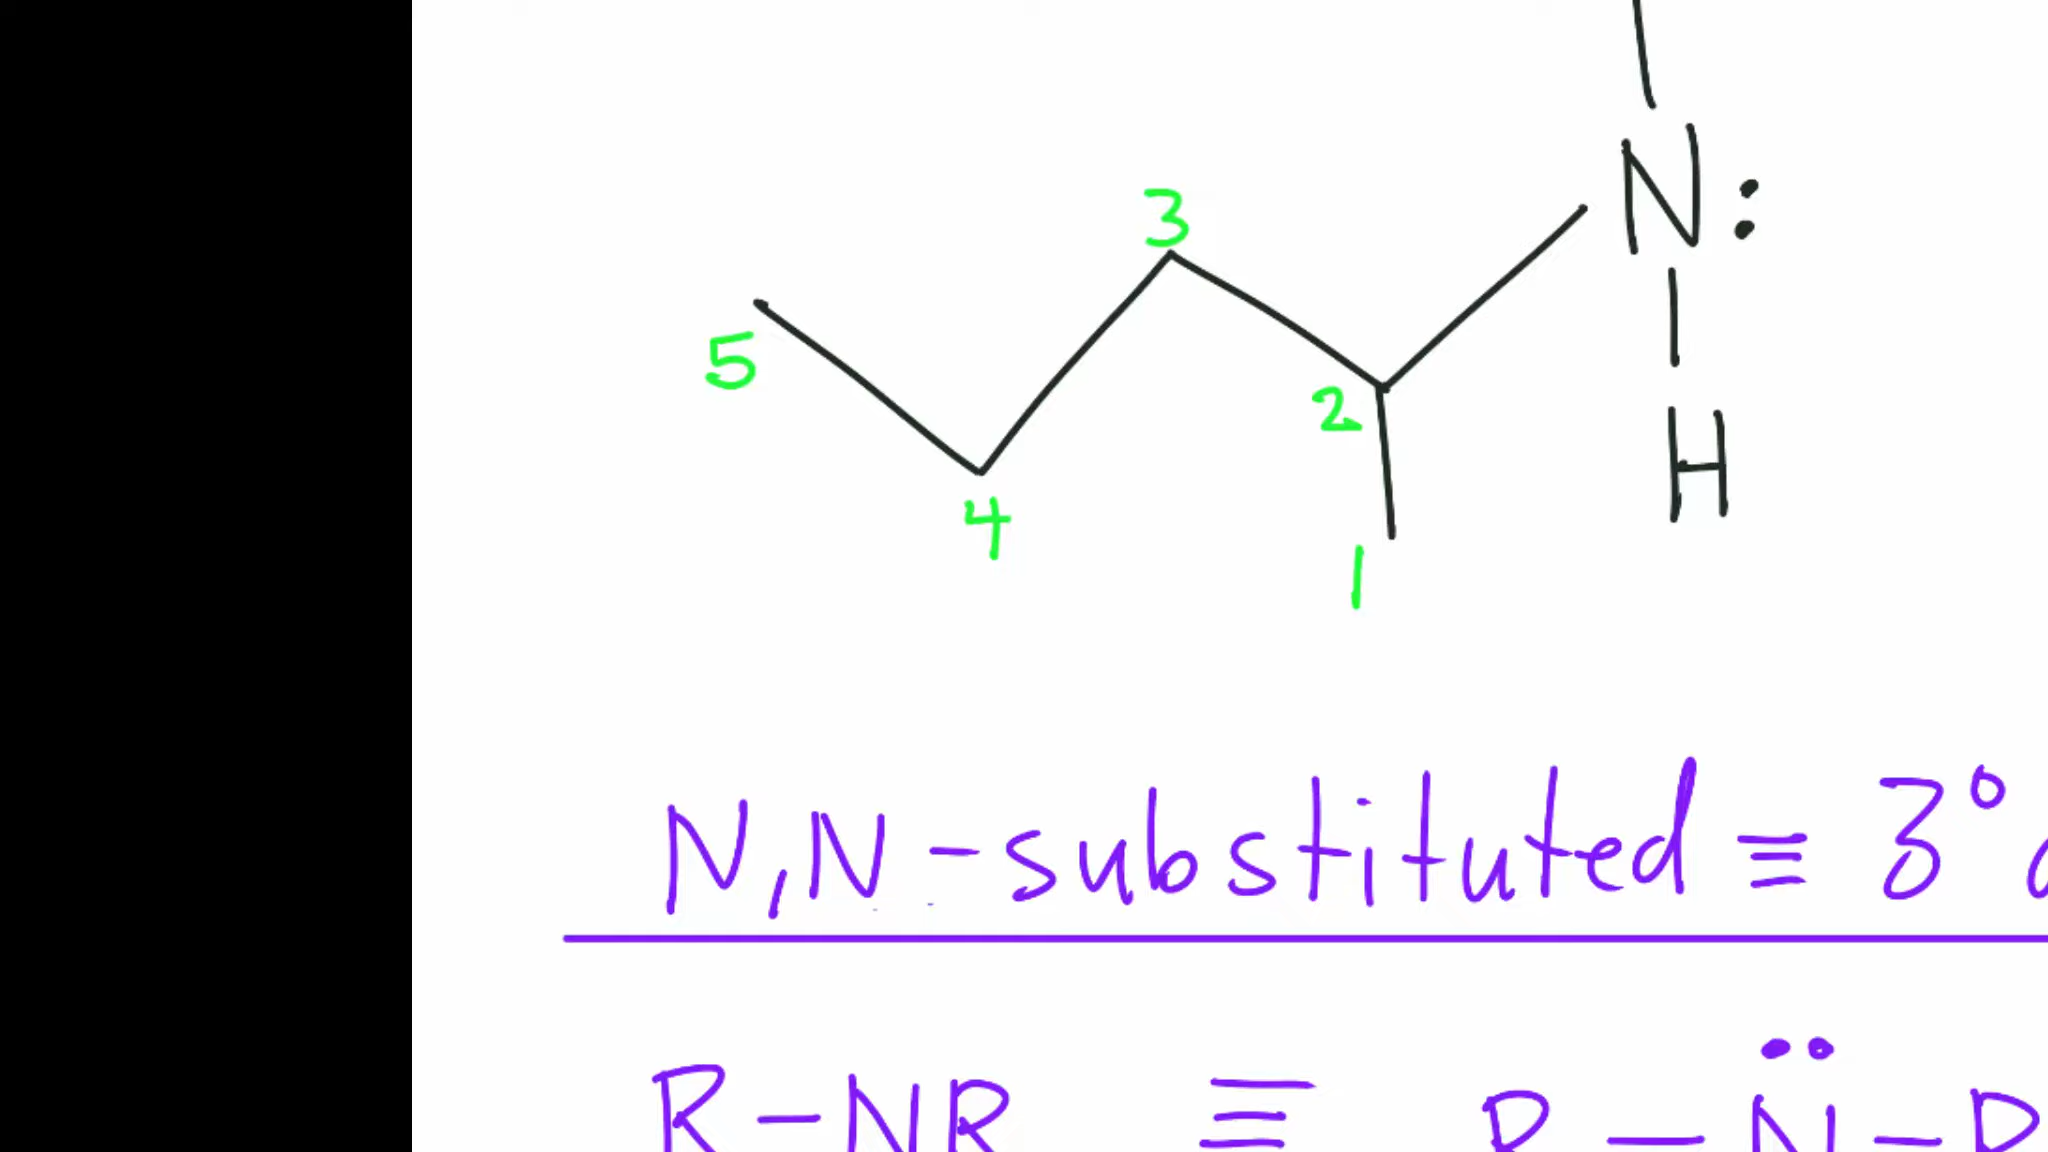 N:
3
5
2
H
4
1
N,N-substituted ≡ 3°
R-NR ≡ R-N̈-R